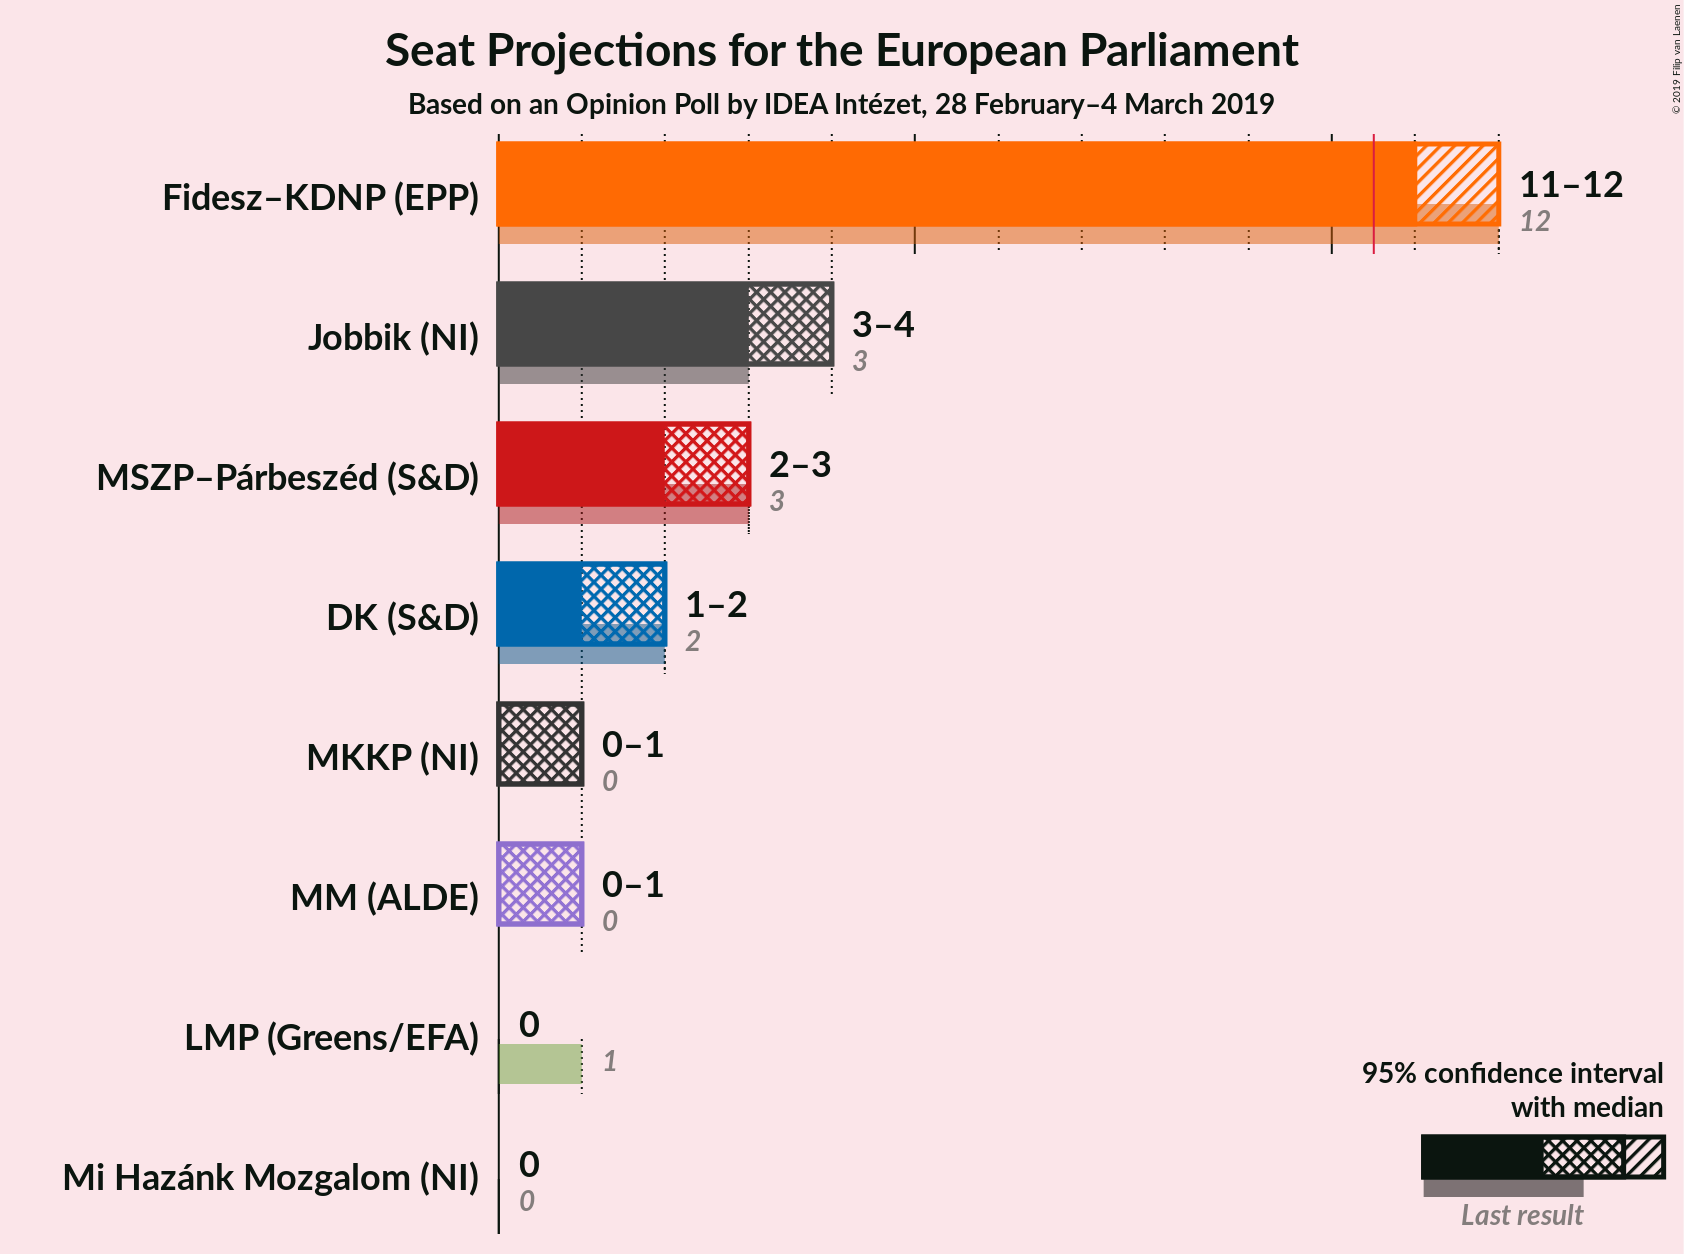 Seat Projections for the European Parliament
Based on an Opinion Poll by IDEA Intézet, 28 February–4 March 2019
© 2019 Filip van Laenen
Fidesz–KDNP (EPP)
11–12
12
Jobbik (NI)
3–4
3
MSZP–Párbeszéd (S&D)
2–3
3
DK (S&D)
1–2
2
MKKP (NI)
0–1
0
MM (ALDE)
0–1
0
LMP (Greens/EFA)
0
1
Mi Hazánk Mozgalom (NI)
0
0
95% confidence interval
with median
Last result